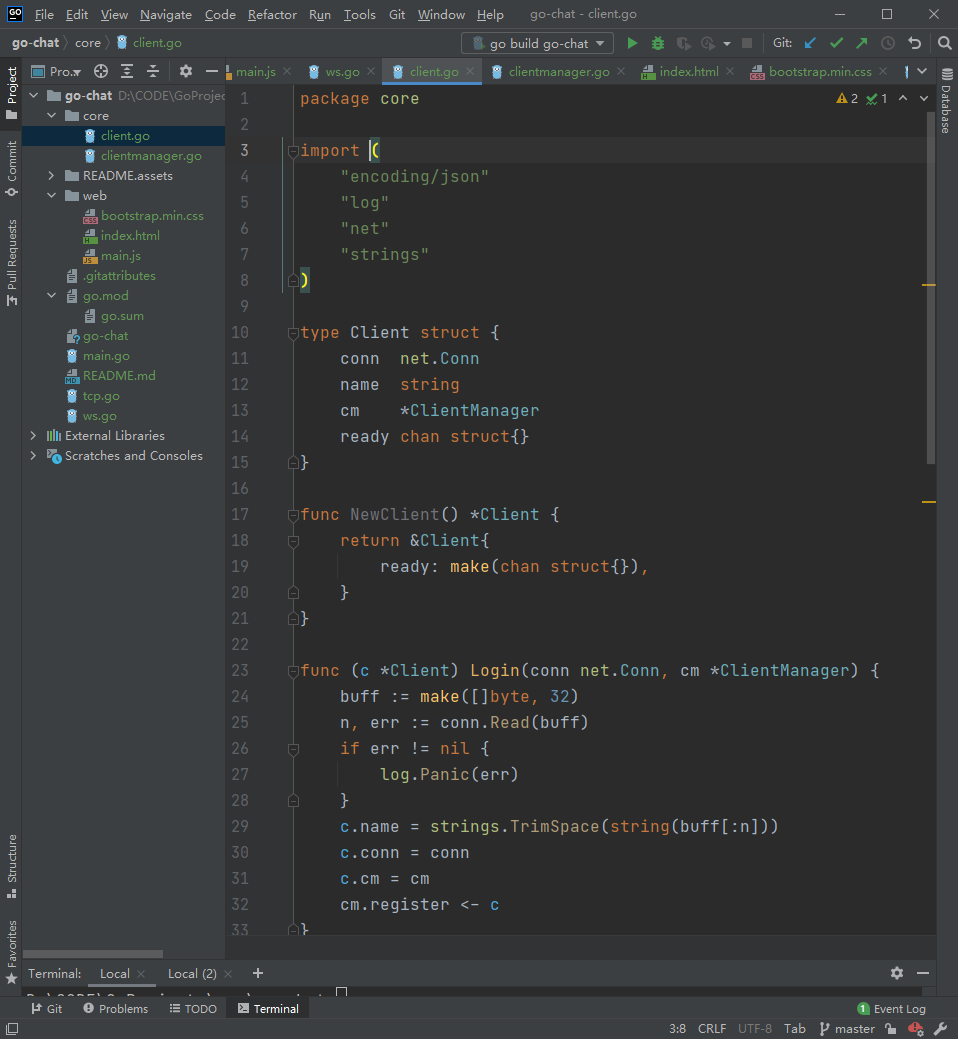 GO File Edit View Navigate Code Refactor Run Tools Git Window Help go-chat - client.go
go-chat core client.go go build go-chat Git:
Pro... main.js ws.go client.go clientmanager.go index.html bootstrap.min.css
Project
Commit
Pull Requests
Structure
Favorites
go-chat D:\CODE\GoProjec
core
client.go
clientmanager.go
README.assets
web
bootstrap.min.css
index.html
main.js
.gitattributes
go.mod
go.sum
go-chat
main.go
README.md
tcp.go
ws.go
External Libraries
Scratches and Consoles
2 1
1 package core
2
3 import (
4 "encoding/json"
5 "log"
6 "net"
7 "strings"
8 )
9
10 type Client struct {
11 conn net.Conn
12 name string
13 cm *ClientManager
14 ready chan struct{}
15 }
16
17 func NewClient() *Client {
18 return &Client{
19 ready: make(chan struct{}),
20 }
21 }
22
23 func (c *Client) Login(conn net.Conn, cm *ClientManager) {
24 buff := make([]byte, 32)
25 n, err := conn.Read(buff)
26 if err != nil {
27 log.Panic(err)
28 }
29 c.name = strings.TrimSpace(string(buff[:n]))
30 c.conn = conn
31 c.cm = cm
32 cm.register <- c
33 }
Database
Terminal: Local Local (2)
Git Problems TODO Terminal 1 Event Log
3:8 CRLF UTF-8 Tab master